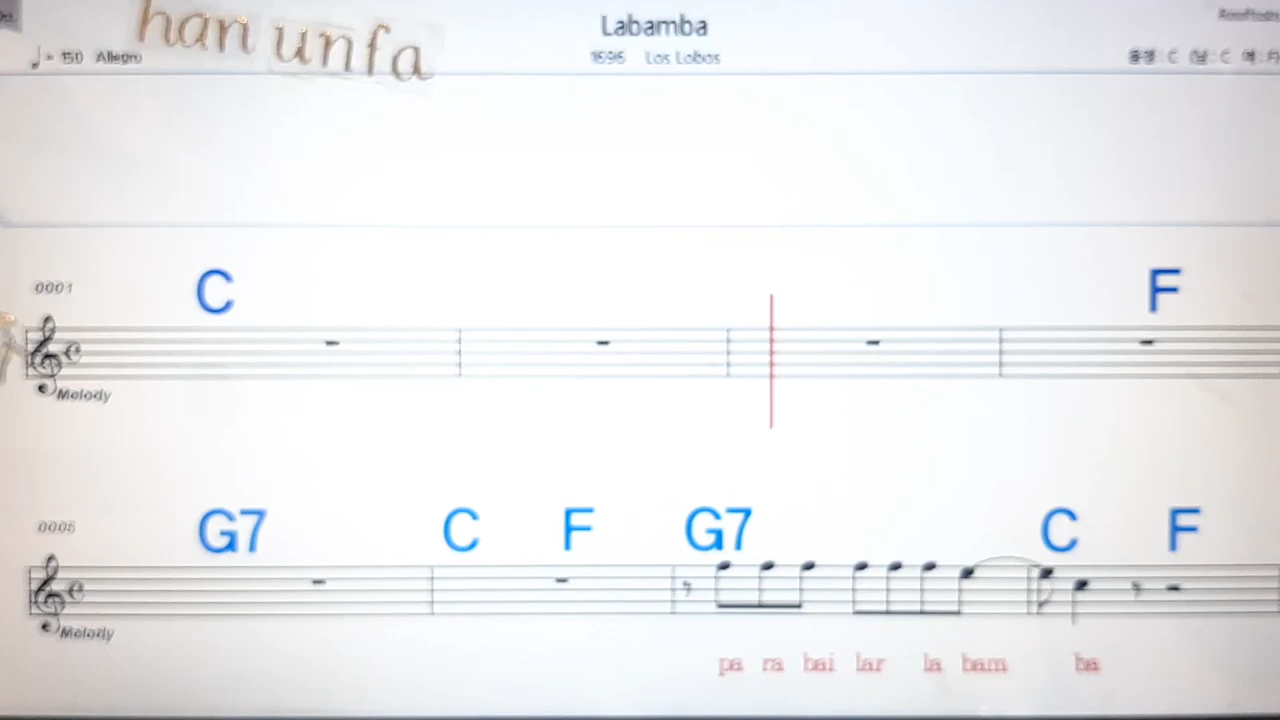 han unfa
Labamba
♩= 150 Allegro
1696 Los Lobos
C
F
0001
Melody
G7 C F G7 C F
0005
Melody
pa ra bai lar la bam ba